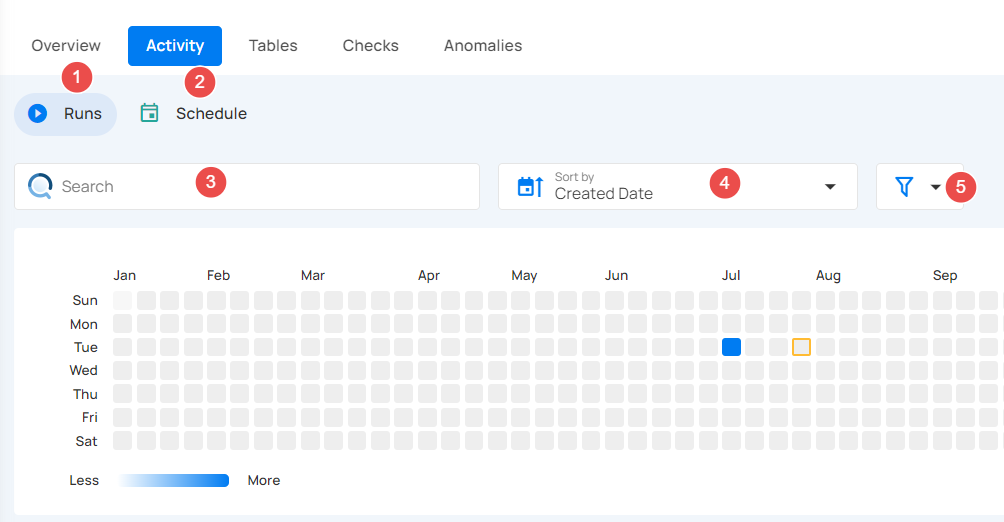 Overview Activity Tables Checks Anomalies
1 2
Runs Schedule
Search 3 Sort by 4 5
Created Date
Jan Feb Mar Apr May Jun Jul Aug Sep
Sun
Mon
Tue
Wed
Thu
Fri
Sat
Less More